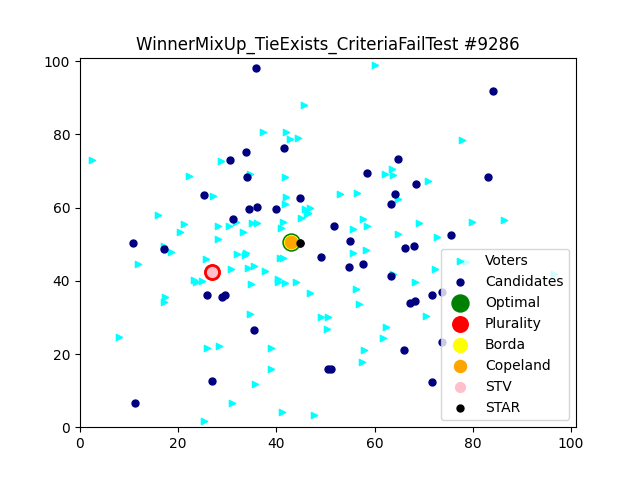 WinnerMixUp_TieExists_CriteriaFailTest #9286
100
80
60
40
20
0
0 20 40 60 80 100
Voters
Candidates
Optimal
Plurality
Borda
Copeland
STV
STAR